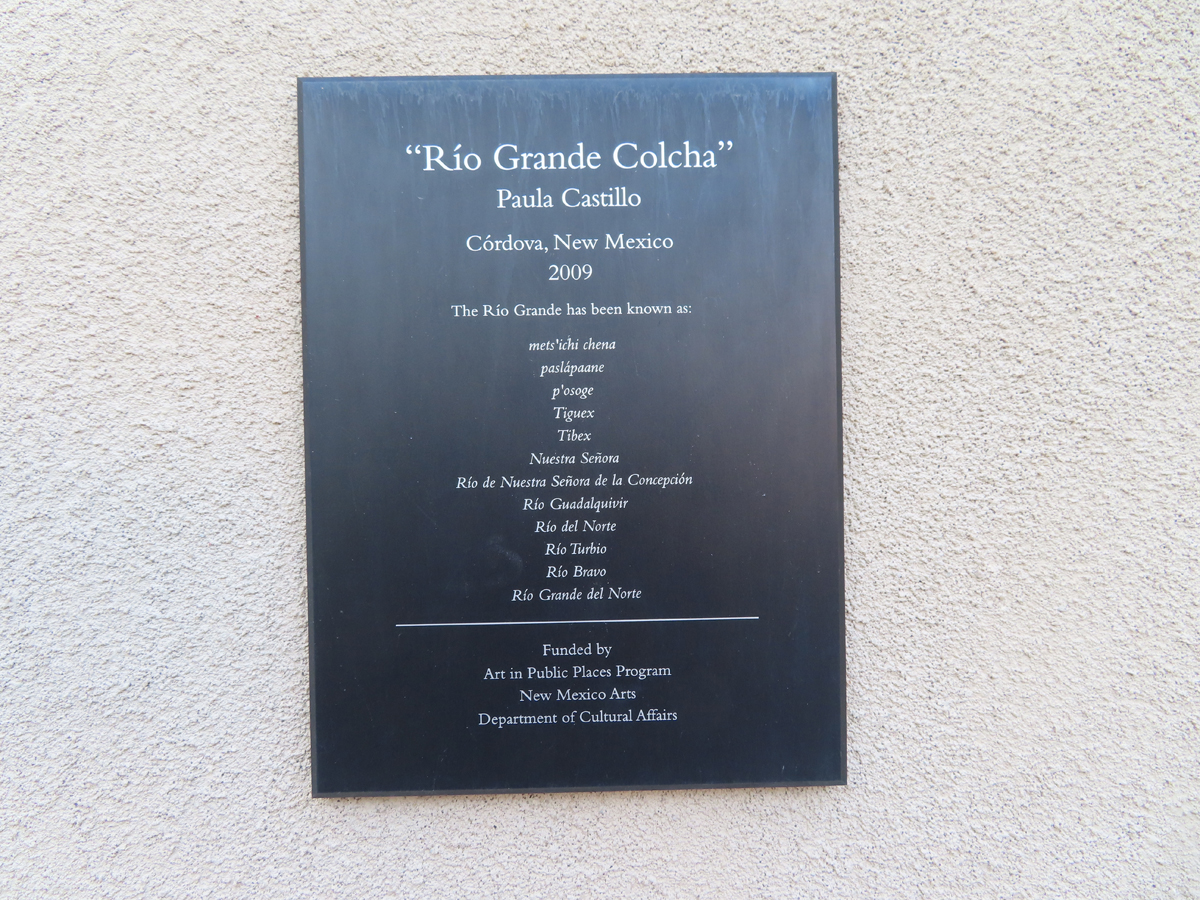 “Río Grande Colcha”
Paula Castillo
Córdova, New Mexico
2009
The Río Grande has been known as:
mets'ichi chena
paslápaane
p'osoge
Tiguex
Tibex
Nuestra Señora
Río de Nuestra Señora de la Concepción
Río Guadalquivir
Río del Norte
Río Turbio
Río Bravo
Río Grande del Norte
Funded by
Art in Public Places Program
New Mexico Arts
Department of Cultural Affairs